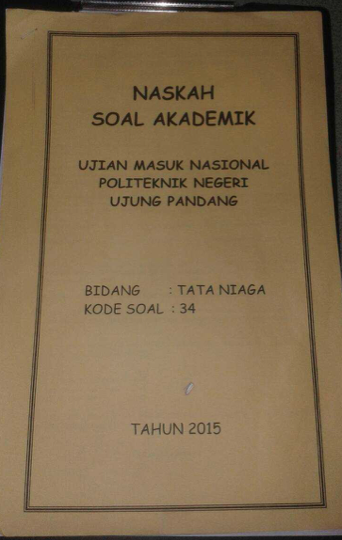 NASKAH
SOAL AKADEMIK
UJIAN MASUK NASIONAL
POLITEKNIK NEGERI
UJUNG PANDANG
BIDANG : TATA NIAGA
KODE SOAL : 34
TAHUN 2015